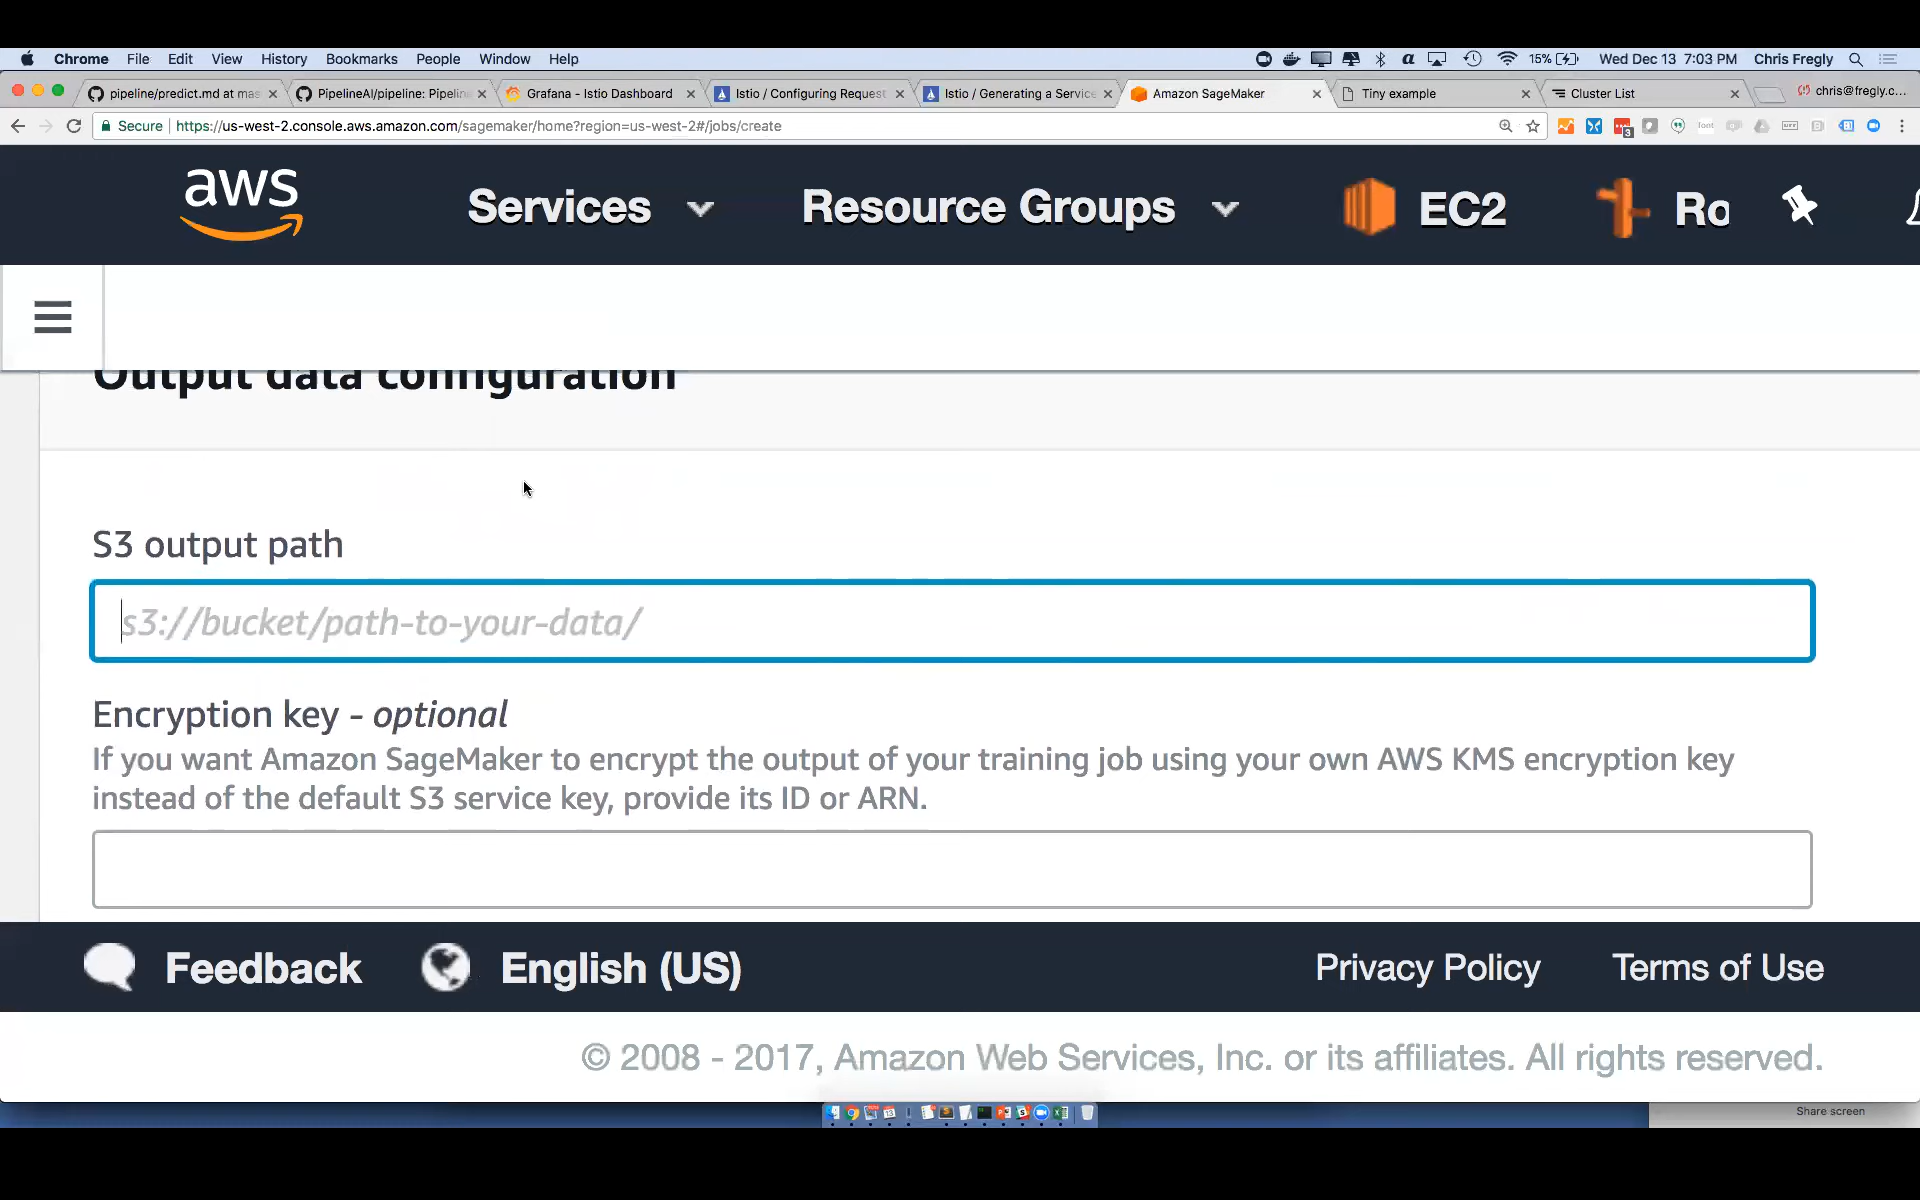 Chrome File Edit View History Bookmarks People Window Help 15% Wed Dec 13 7:03 PM Chris Fregly
pipeline/predict.md at mas PipelineAI/pipeline: Pipelin Grafana - Istio Dashboard Istio / Configuring Request Istio / Generating a Service Amazon SageMaker Tiny example Cluster List chris@fregly.c...
Secure https://us-west-2.console.aws.amazon.com/sagemaker/home?region=us-west-2#/jobs/create
aws Services Resource Groups EC2 Ro
Output data configuration
S3 output path
s3://bucket/path-to-your-data/
Encryption key - optional
If you want Amazon SageMaker to encrypt the output of your training job using your own AWS KMS encryption key
instead of the default S3 service key, provide its ID or ARN.
Feedback English (US) Privacy Policy Terms of Use
© 2008 - 2017, Amazon Web Services, Inc. or its affiliates. All rights reserved.
Share screen